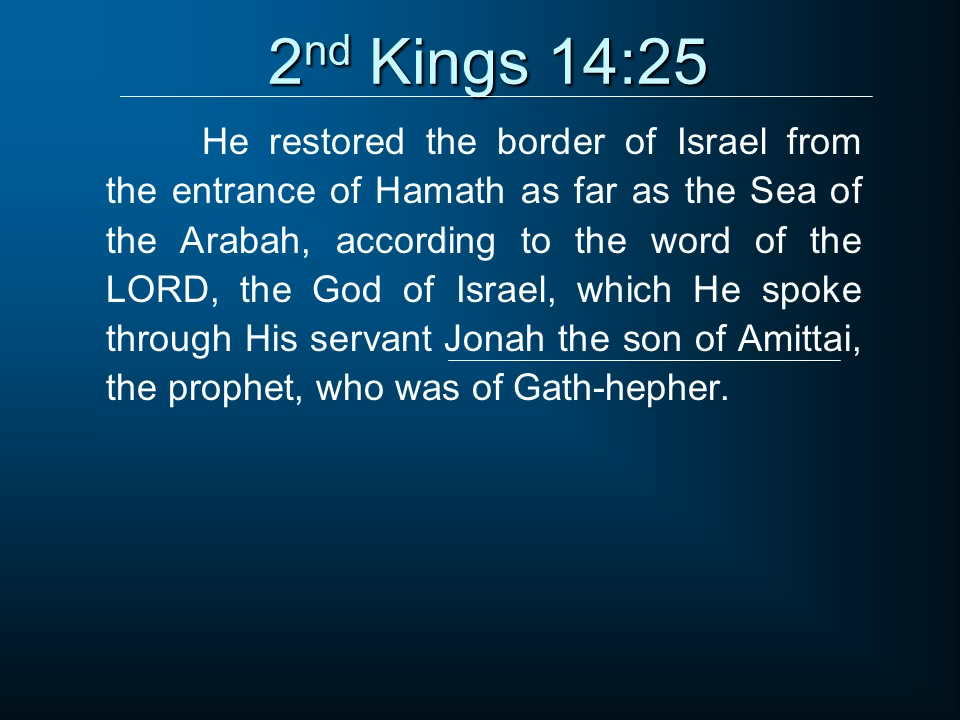 2nd Kings 14:25
He restored the border of Israel from
the entrance of Hamath as far as the Sea of
the Arabah, according to the word of the
LORD, the God of Israel, which He spoke
through His servant Jonah the son of Amittai,
the prophet, who was of Gath-hepher.